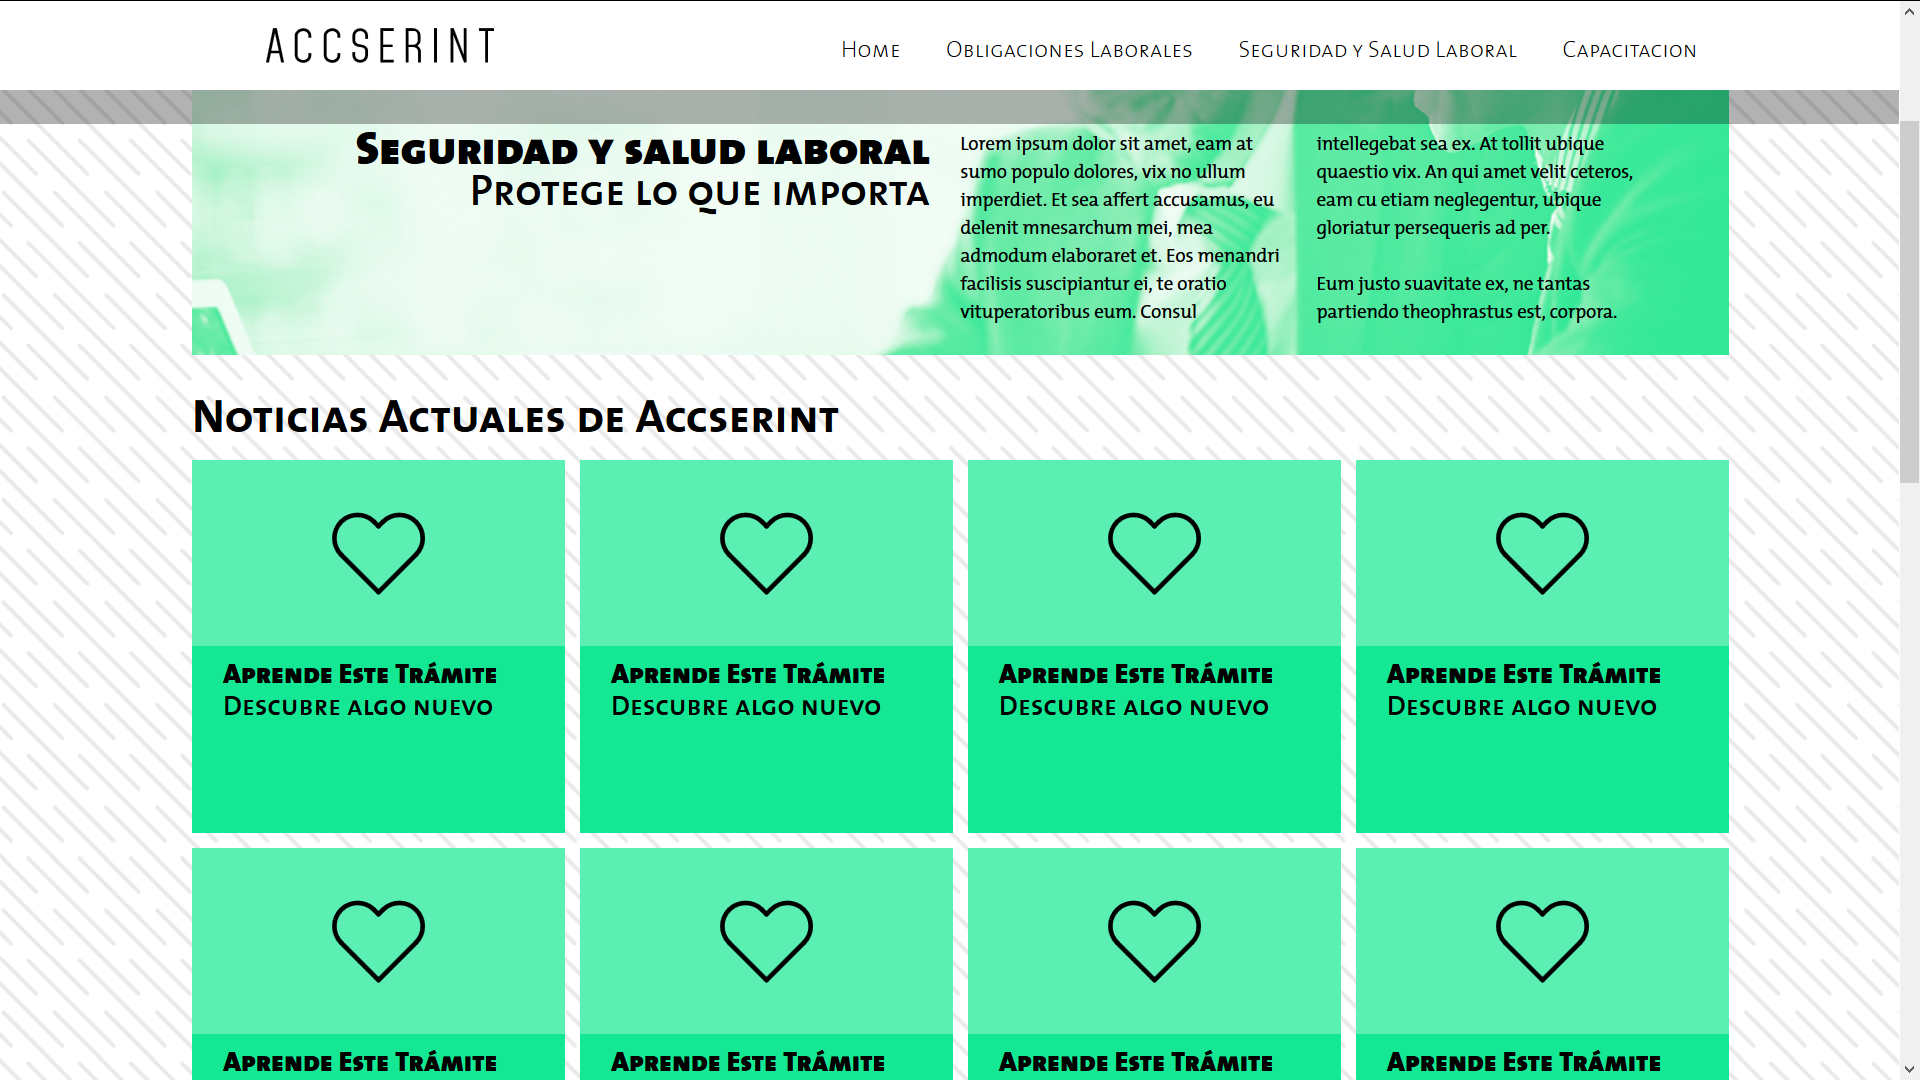 ACCSERINT
Home Obligaciones Laborales Seguridad y Salud Laboral Capacitacion
Seguridad y salud laboral
Protege lo que importa
Lorem ipsum dolor sit amet, eam at
sumo populo dolores, vix no ullum
imperdiet. Et sea affert accusamus, eu
delenit mnesarchum mei, mea
admodum elaboraret et. Eos menandri
facilisis suscipiantur ei, te oratio
vituperatoribus eum. Consul
intellegebat sea ex. At tollit ubique
quaestio vix. An qui amet velit ceteros,
eam cu etiam neglegentur, ubique
gloriatur persequeris ad per.
Eum justo suavitate ex, ne tantas
partiendo theophrastus est, corpora.
Noticias Actuales de Accserint
Aprende Este Trámite
Descubre algo nuevo
Aprende Este Trámite
Descubre algo nuevo
Aprende Este Trámite
Descubre algo nuevo
Aprende Este Trámite
Descubre algo nuevo
Aprende Este Trámite
Aprende Este Trámite
Aprende Este Trámite
Aprende Este Trámite